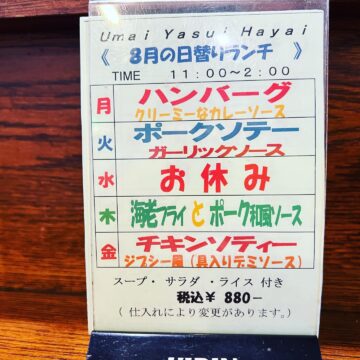 Umai Yasui Hayai
《 8月の日替りランチ 》
TIME 11:00～2:00
月 ハンバーグ
クリーミーなカレーソース
火 ポークソテー
ガーリックソース
水 お休み
木 海老フライとポーク和風ソース
金 チキンソティー
ジプシー風(具入りデミソース)
スープ・サラダ・ライス 付き
税込￥ 880-
( 仕入れにより変更があります。)
KIRIN